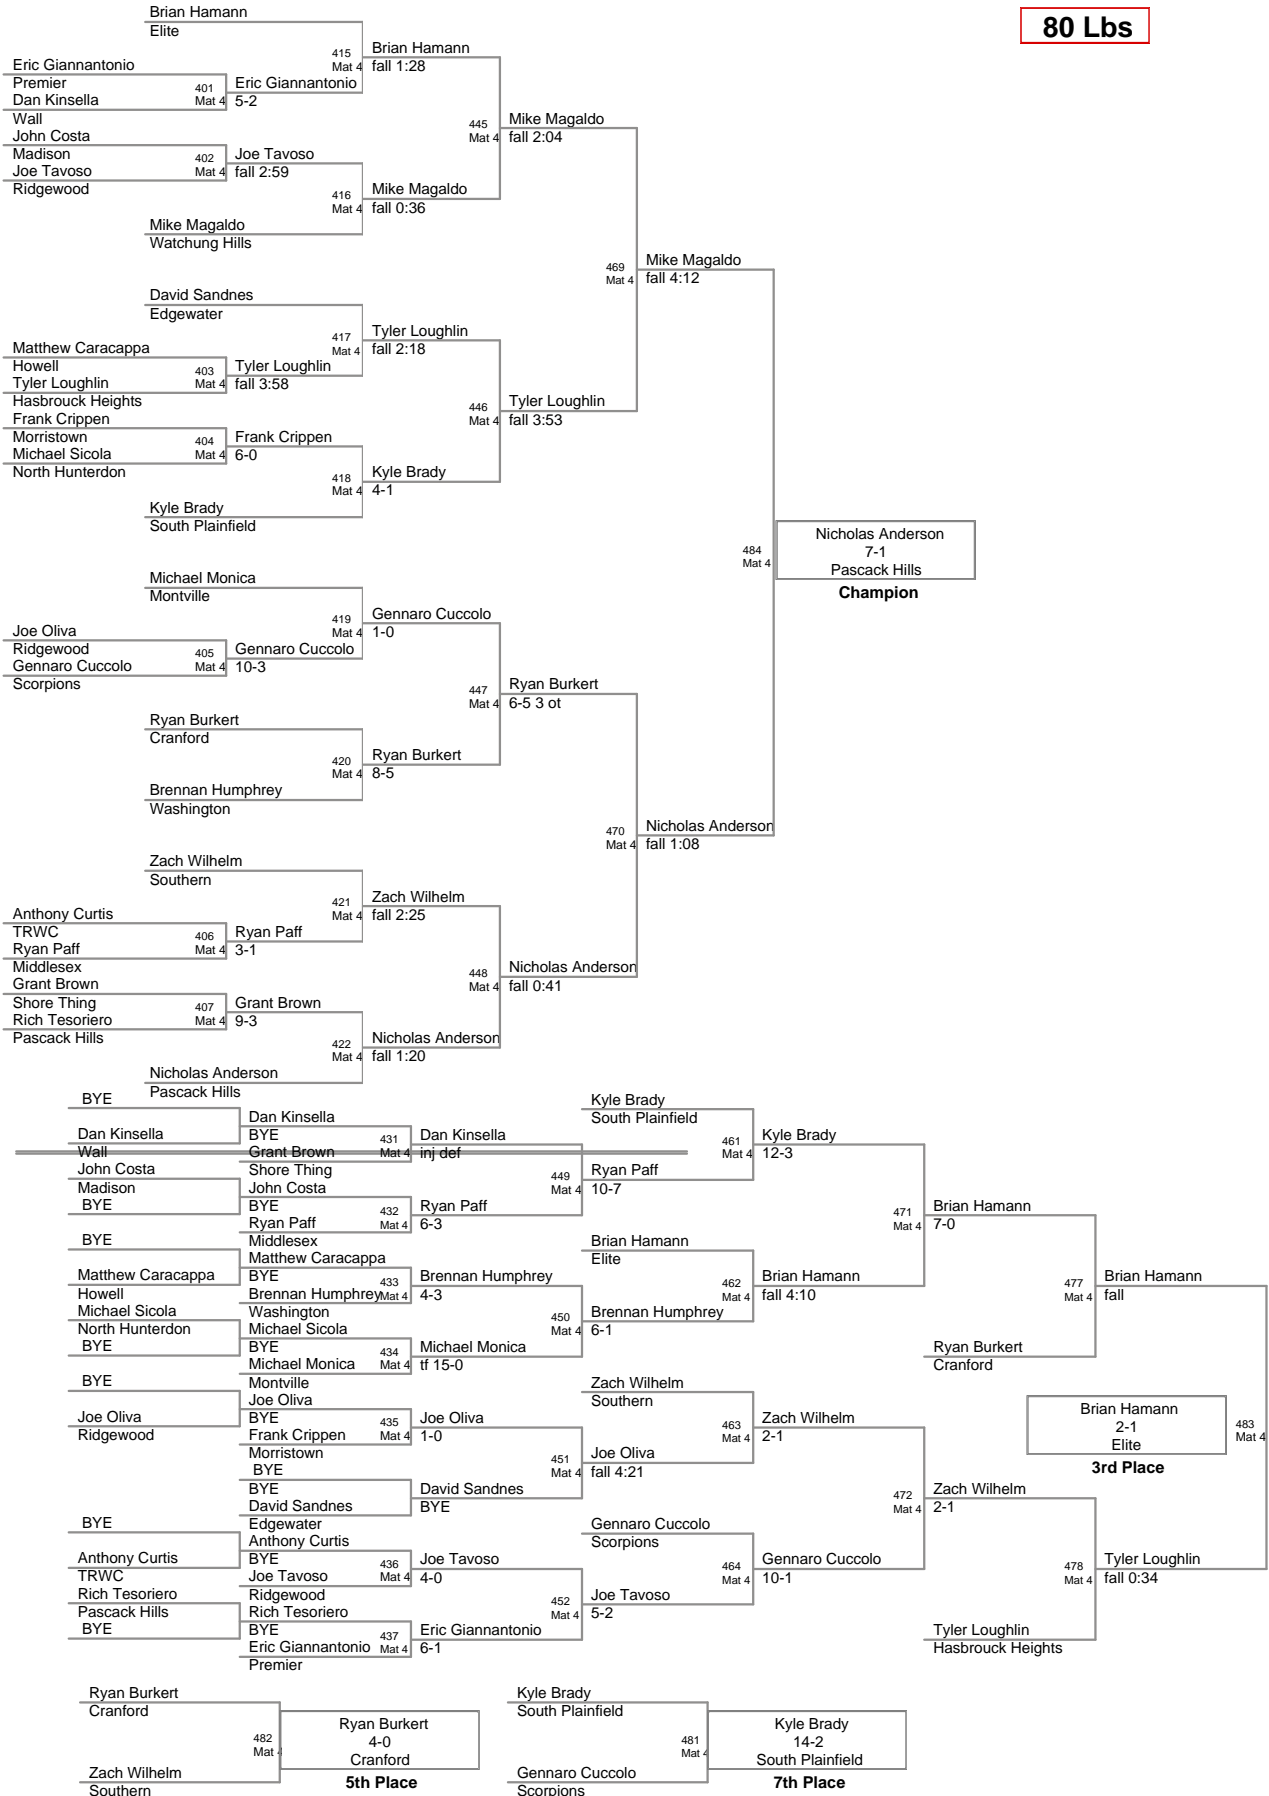 80 Lbs
Brian Hamann
Elite
415
Mat 4
Brian Hamann
fall 1:28
Eric Giannantonio
Premier
401
Mat 4
Eric Giannantonio
5-2
Dan Kinsella
Wall
445
Mat 4
Mike Magaldo
fall 2:04
John Costa
Madison
402
Mat 4
Joe Tavoso
fall 2:59
Joe Tavoso
Ridgewood
416
Mat 4
Mike Magaldo
fall 0:36
Mike Magaldo
Watchung Hills
469
Mat 4
Mike Magaldo
fall 4:12
David Sandnes
Edgewater
417
Mat 4
Tyler Loughlin
fall 2:18
Matthew Caracappa
Howell
403
Mat 4
Tyler Loughlin
fall 3:58
Tyler Loughlin
Hasbrouck Heights
446
Mat 4
Tyler Loughlin
fall 3:53
Frank Crippen
Morristown
404
Mat 4
Frank Crippen
6-0
Michael Sicola
North Hunterdon
418
Mat 4
Kyle Brady
4-1
Kyle Brady
South Plainfield
484
Mat 4
Nicholas Anderson
7-1
Pascack Hills
Champion
Michael Monica
Montville
419
Mat 4
Gennaro Cuccolo
1-0
Joe Oliva
Ridgewood
405
Mat 4
Gennaro Cuccolo
10-3
Gennaro Cuccolo
Scorpions
447
Mat 4
Ryan Burkert
6-5 3 ot
Ryan Burkert
Cranford
420
Mat 4
Ryan Burkert
8-5
Brennan Humphrey
Washington
470
Mat 4
Nicholas Anderson
fall 1:08
Zach Wilhelm
Southern
421
Mat 4
Zach Wilhelm
fall 2:25
Anthony Curtis
TRWC
406
Mat 4
Ryan Paff
3-1
Ryan Paff
Middlesex
448
Mat 4
Nicholas Anderson
fall 0:41
Grant Brown
Shore Thing
407
Mat 4
Grant Brown
9-3
Rich Tesoriero
Pascack Hills
422
Mat 4
Nicholas Anderson
fall 1:20
Nicholas Anderson
Pascack Hills
BYE
Dan Kinsella
Wall
Dan Kinsella
BYE
Grant Brown
Shore Thing
431
Mat 4
Dan Kinsella
inj def
John Costa
Madison
BYE
John Costa
BYE
Ryan Paff
Middlesex
432
Mat 4
Ryan Paff
6-3
449
Mat 4
Ryan Paff
10-7
Kyle Brady
South Plainfield
461
Mat 4
Kyle Brady
12-3
BYE
Matthew Caracappa
Howell
Matthew Caracappa
BYE
Brennan Humphrey
Washington
433
Mat 4
Brennan Humphrey
4-3
Michael Sicola
North Hunterdon
BYE
Michael Sicola
BYE
Michael Monica
Montville
434
Mat 4
Michael Monica
tf 15-0
450
Mat 4
Brennan Humphrey
6-1
Brian Hamann
Elite
462
Mat 4
Brian Hamann
fall 4:10
471
Mat 4
Brian Hamann
7-0
477
Mat 4
Brian Hamann
fall
Ryan Burkert
Cranford
BYE
Joe Oliva
Ridgewood
Joe Oliva
BYE
Frank Crippen
Morristown
435
Mat 4
Joe Oliva
1-0
BYE
BYE
David Sandnes
Edgewater
David Sandnes
BYE
451
Mat 4
Joe Oliva
fall 4:21
Zach Wilhelm
Southern
463
Mat 4
Zach Wilhelm
2-1
Brian Hamann
2-1
Elite
3rd Place
483
Mat 4
BYE
Anthony Curtis
TRWC
Anthony Curtis
BYE
Joe Tavoso
Ridgewood
436
Mat 4
Joe Tavoso
4-0
Rich Tesoriero
Pascack Hills
BYE
Rich Tesoriero
BYE
Eric Giannantonio
Premier
437
Mat 4
Eric Giannantonio
6-1
452
Mat 4
Joe Tavoso
5-2
Gennaro Cuccolo
Scorpions
464
Mat 4
Gennaro Cuccolo
10-1
472
Mat 4
Zach Wilhelm
2-1
478
Mat 4
Tyler Loughlin
fall 0:34
Tyler Loughlin
Hasbrouck Heights
Ryan Burkert
Cranford
482
Mat 4
Ryan Burkert
4-0
Cranford
5th Place
Zach Wilhelm
Southern
Kyle Brady
South Plainfield
481
Mat 4
Kyle Brady
14-2
South Plainfield
7th Place
Gennaro Cuccolo
Scorpions